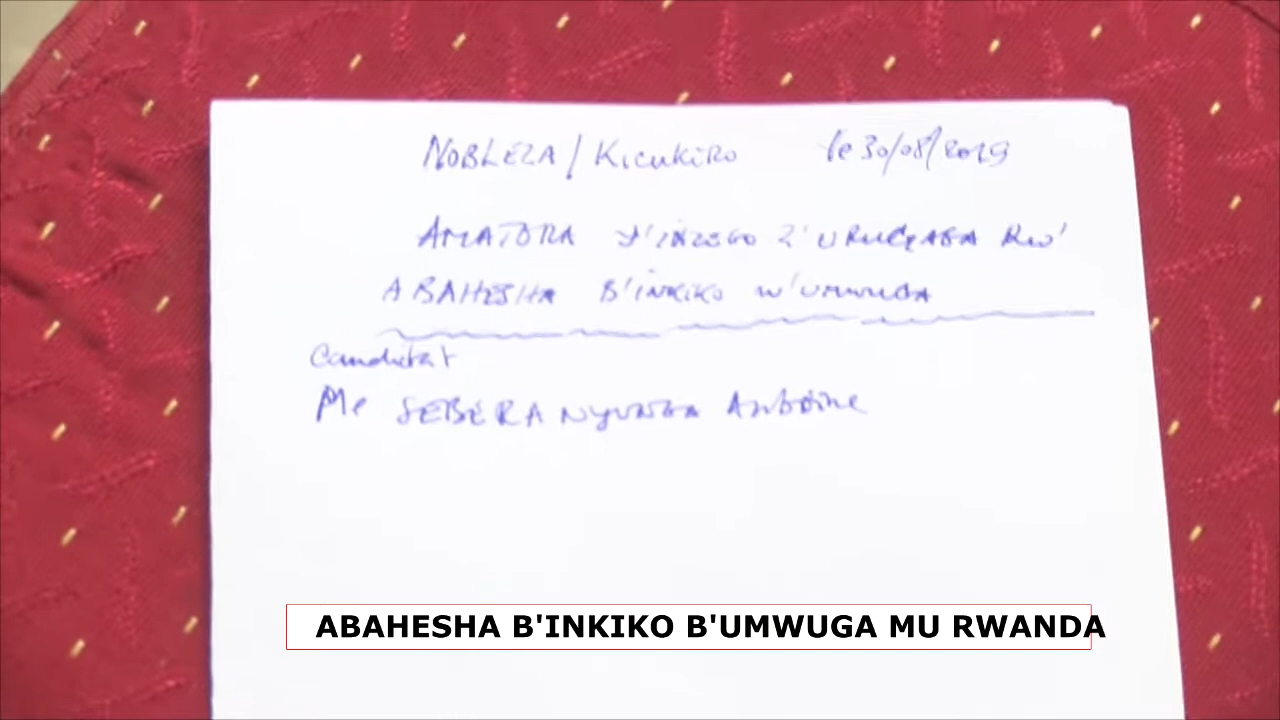 NOBLEZA / KICUKIRO le 30/08/2019
AMATORA Y'INZEGO Z'URUGAGA RW'
ABAHESHA B'INKIKO W'UMWUGA
Candidat
Me SEBERA NYUNGA Antoine
ABAHESHA B'INKIKO B'UMWUGA MU RWANDA